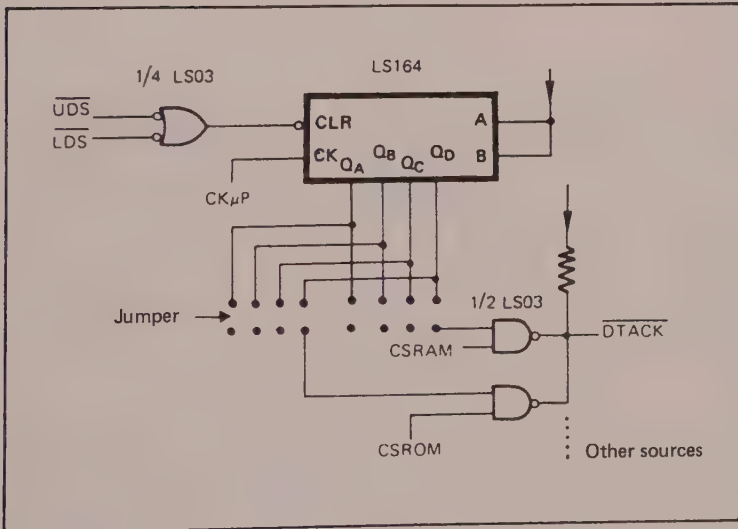 1/4 LS03
LS164
UDS
LDS
CLR
A
CK
QA
QB
QC
QD
B
CKμP
Jumper
1/2 LS03
DTACK
CSRAM
CSROM
Other sources